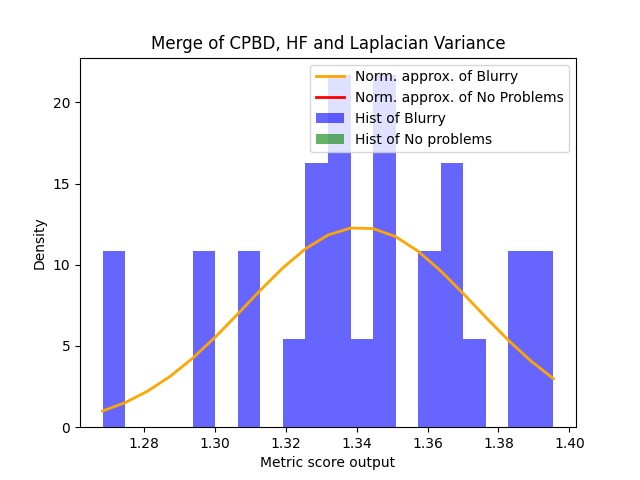 Merge of CPBD, HF and Laplacian Variance
Norm. approx. of Blurry
Norm. approx. of No Problems
Hist of Blurry
Hist of No problems
Density
20
15
10
5
0
1.28 1.30 1.32 1.34 1.36 1.38 1.40
Metric score output